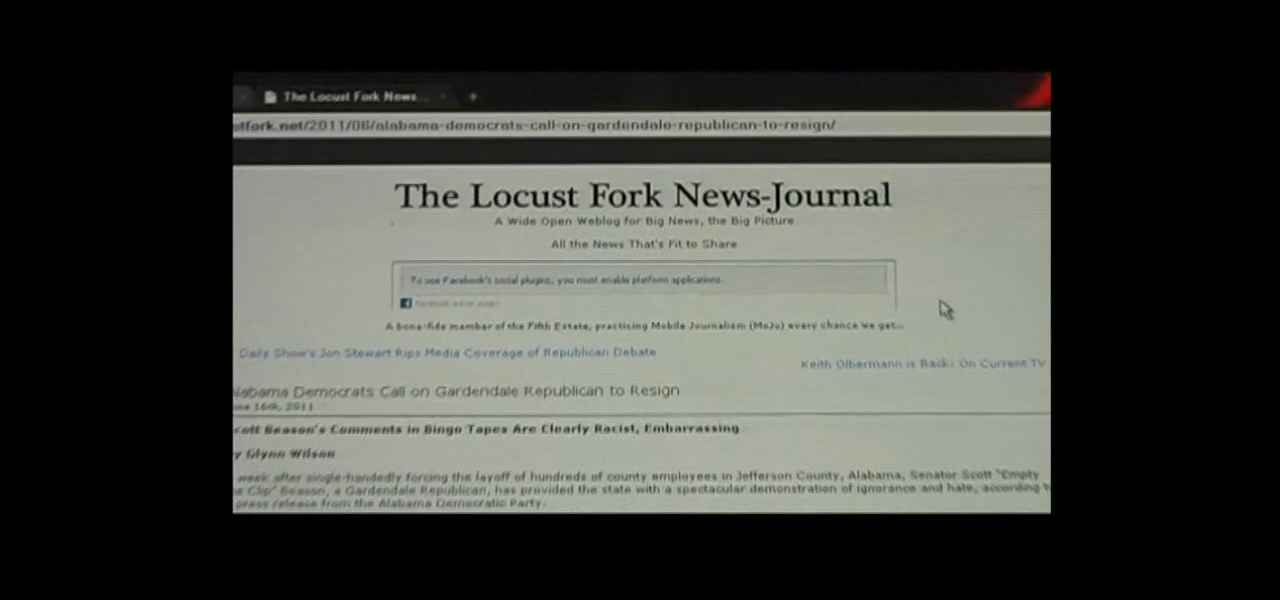 The Locust Fork News...
+
stfork.net/2011/06/alabama-democrats-call-on-gardendale-republican-to-resign/
The Locust Fork News-Journal
A Wide Open Weblog for Big News, the Big Picture
All the News That's Fit to Share
To use Facebook's social plugins, you must enable platform applications.
A bona-fide member of the Fifth Estate, practicing Mobile Journalism (MoJo) every chance we get...
Daily Show's Jon Stewart Rips Media Coverage of Republican Debate
Keith Olbermann is Back: On Current TV
labama Democrats Call on Gardendale Republican to Resign
une 16th, 2011
cott Beason's Comments in Bingo Tapes Are Clearly Racist, Embarrassing
y Glynn Wilson
week after single-handedly forcing the layoff of hundreds of county employees in Jefferson County, Alabama, Senator Scott "Empty
e Clip" Beason, a Gardendale Republican, has provided the state with a spectacular demonstration of ignorance and hate, according t
press release from the Alabama Democratic Party.